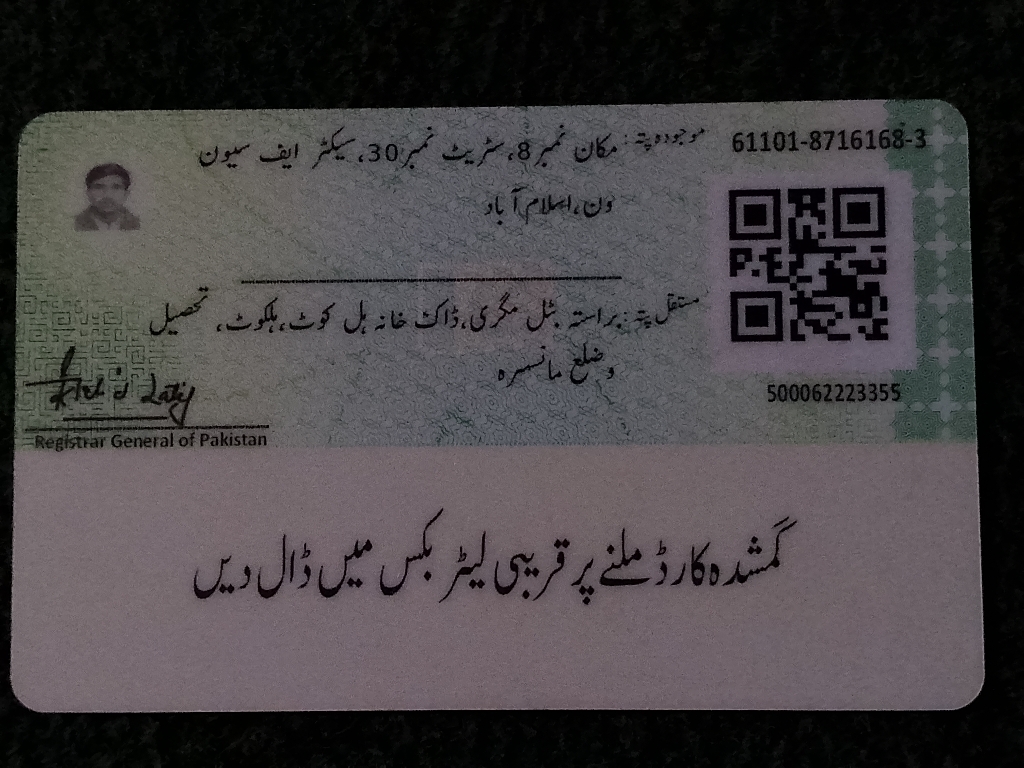 61101-8716168-3
موجودہ پتہ: مکان نمبر 8، سٹریٹ نمبر 30، سیکٹر ایف سیون
ون، اسلام آباد
مستقل پتہ: براستہ بٹل مگری، ڈاک خانہ ہل کوٹ، ہلکوٹ، تحصیل
و ضلع مانسہرہ
500062223355
Registrar General of Pakistan
گمشدہ کارڈ ملنے پر قریبی لیٹر بکس میں ڈال دیں